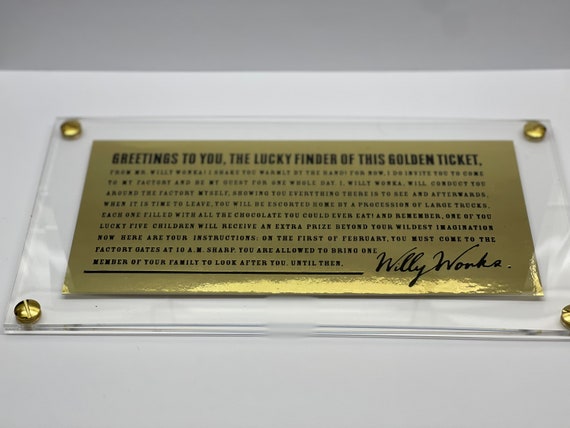 GREETINGS TO YOU, THE LUCKY FINDER OF THIS GOLDEN TICKET,
FROM MR. WILLY WONKA! I SHAKE YOU WARMLY BY THE HAND! FOR NOW, I DO INVITE YOU TO COME
TO MY FACTORY AND BE MY GUEST FOR ONE WHOLE DAY. I, WILLY WONKA, WILL CONDUCT YOU
AROUND THE FACTORY MYSELF, SHOWING YOU EVERYTHING THERE IS TO SEE AND AFTERWARDS,
WHEN IT IS TIME TO LEAVE, YOU WILL BE ESCORTED HOME BY A PROCESSION OF LARGE TRUCKS,
EACH ONE FILLED WITH ALL THE CHOCOLATE YOU COULD EVER EAT! AND REMEMBER, ONE OF YOU
LUCKY FIVE CHILDREN WILL RECEIVE AN EXTRA PRIZE BEYOND YOUR WILDEST IMAGINATION
NOW HERE ARE YOUR INSTRUCTIONS: ON THE FIRST OF FEBRUARY, YOU MUST COME TO THE
FACTORY GATES AT 10 A.M. SHARP. YOU ARE ALLOWED TO BRING ONE
MEMBER OF YOUR FAMILY TO LOOK AFTER YOU. UNTIL THEN.
Willy Wonka.